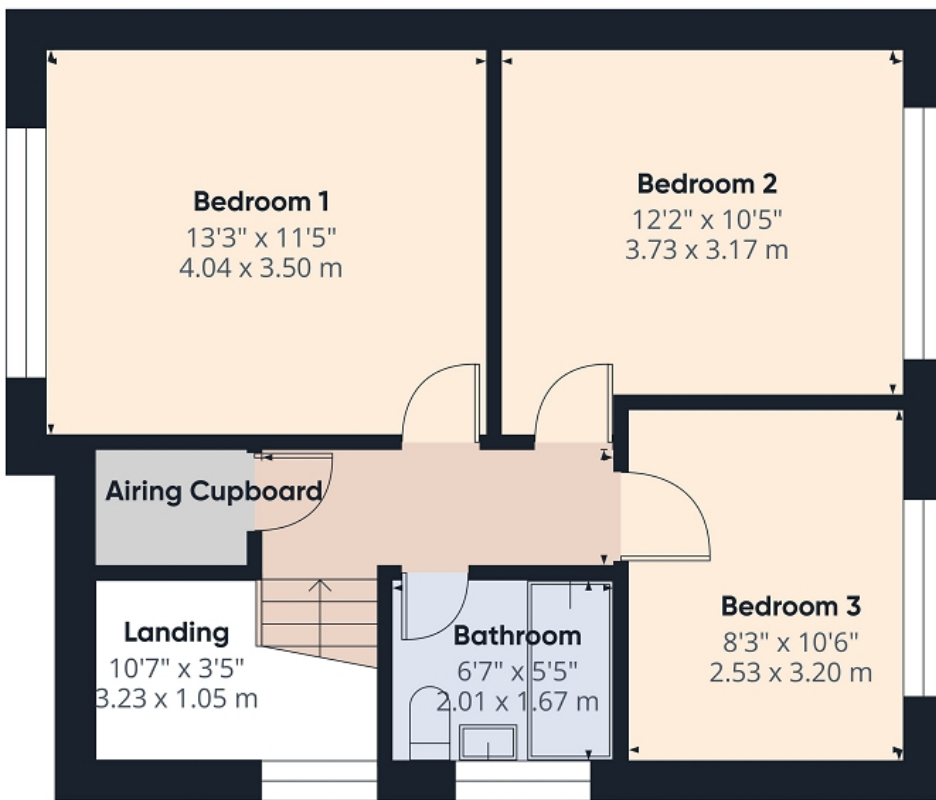 Bedroom 1
13'3" x 11'5"
4.04 x 3.50 m
Bedroom 2
12'2" x 10'5"
3.73 x 3.17 m
Airing Cupboard
Landing
10'7" x 3'5"
3.23 x 1.05 m
Bathroom
6'7" x 5'5"
2.01 x 1.67 m
Bedroom 3
8'3" x 10'6"
2.53 x 3.20 m